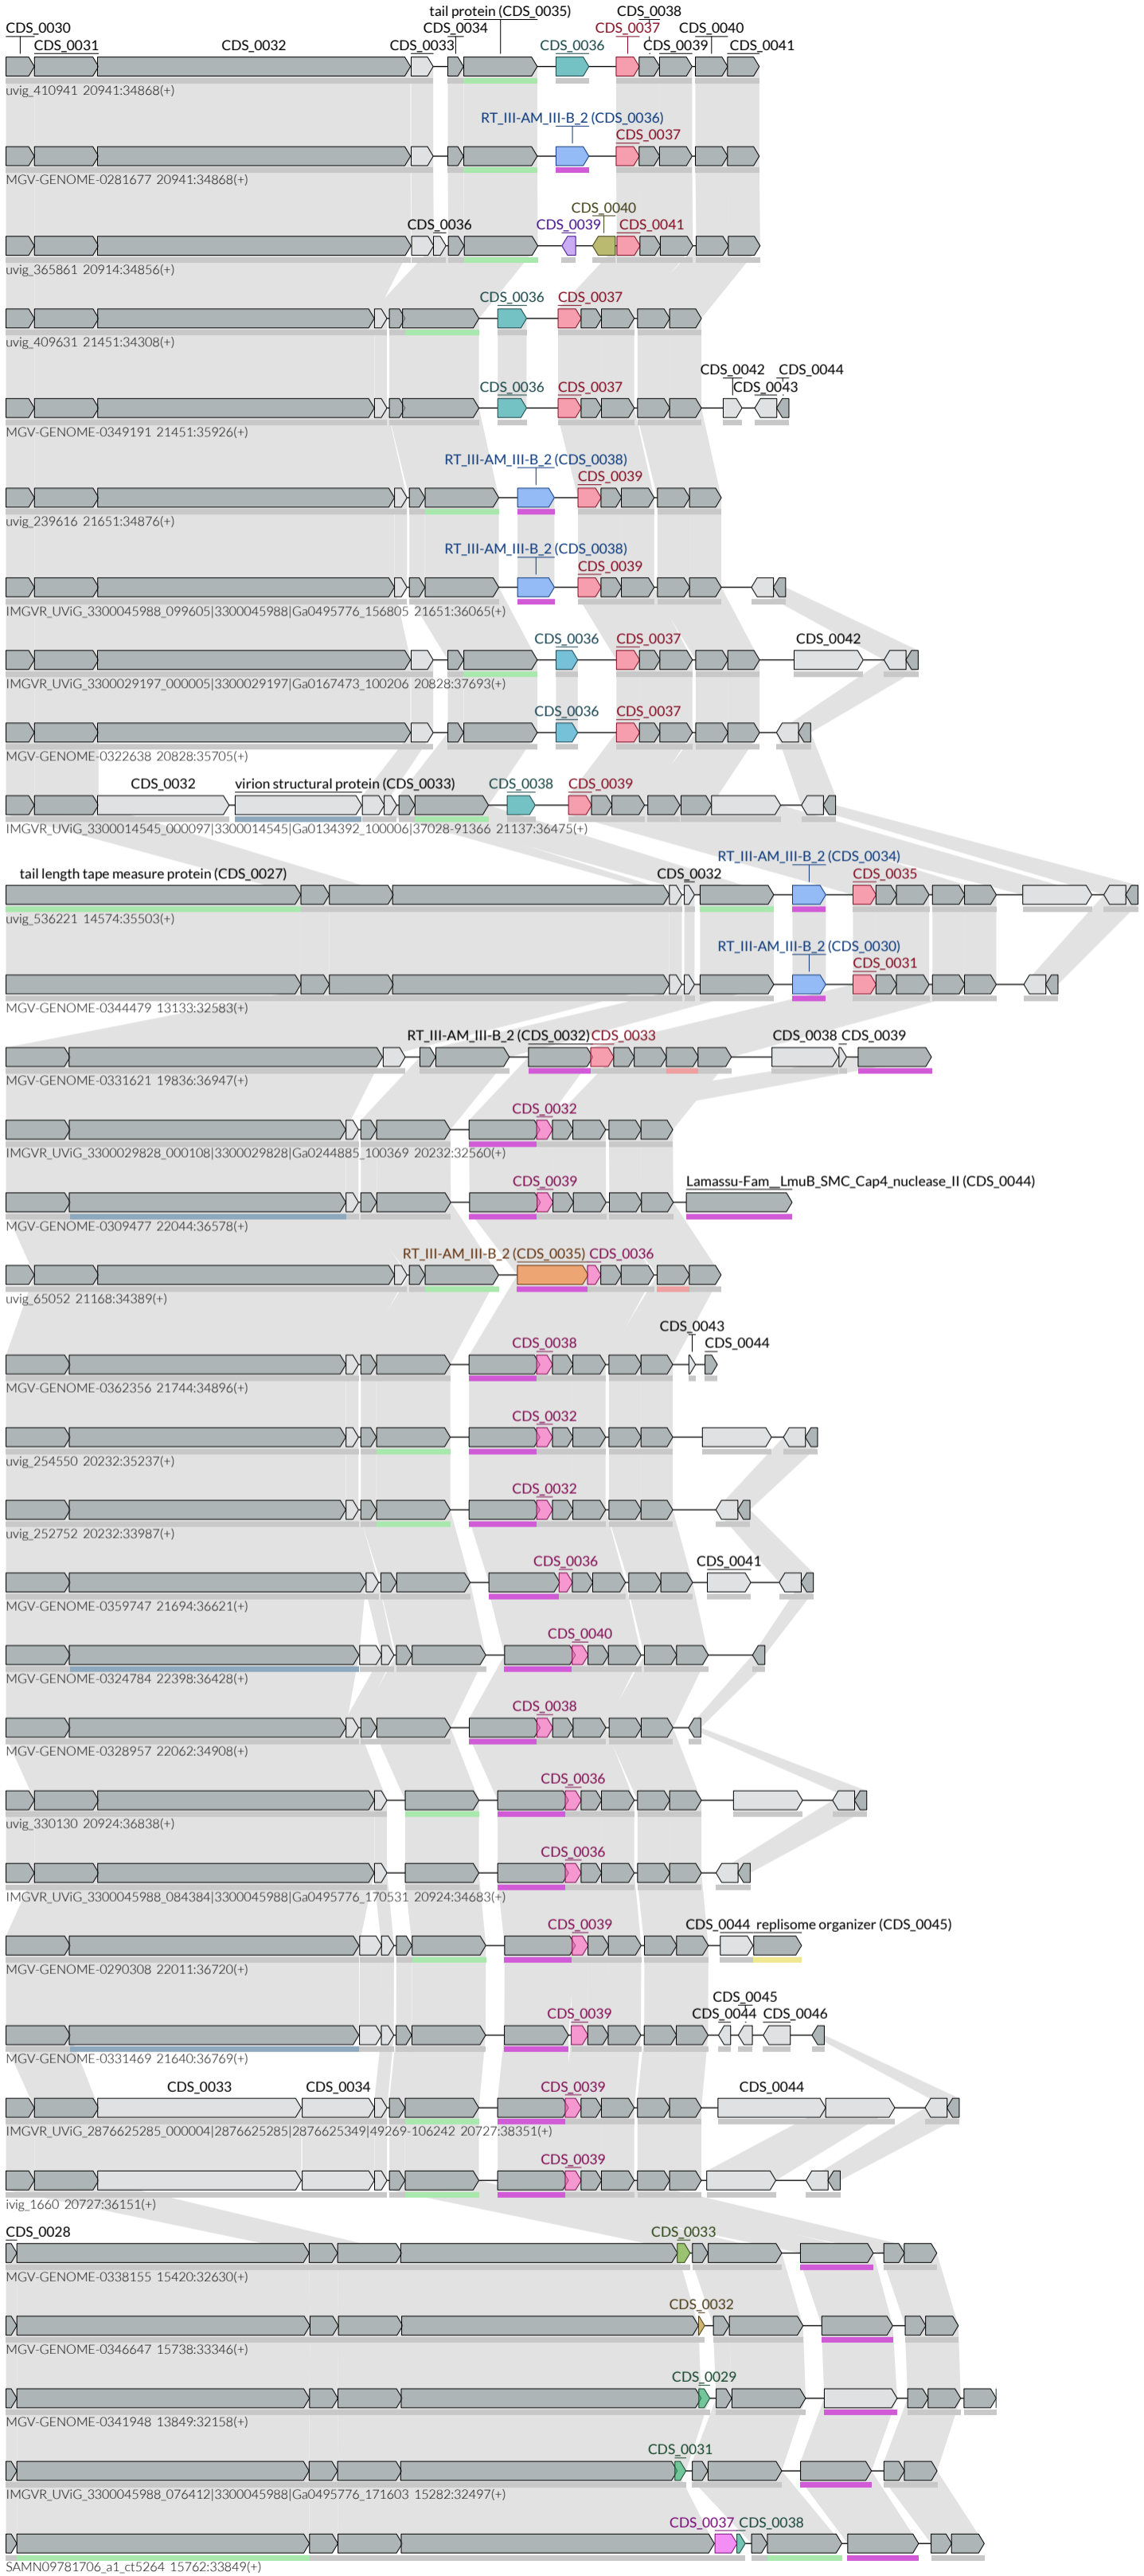 tail protein (CDS_0035)
CDS_0038
CDS_0030
CDS_0034
CDS_0037
CDS_0040
CDS_0031
CDS_0032
CDS_0033
CDS_0036
CDS_0039
CDS_0041
uvig_410941 20941:34868(+)
RT_III-AM_III-B_2 (CDS_0036)
CDS_0037
MGV-GENOME-0281677 20941:34868(+)
CDS_0040
CDS_0036
CDS_0039
CDS_0041
uvig_365861 20914:34856(+)
CDS_0036
CDS_0037
uvig_409631 21451:34308(+)
CDS_0042
CDS_0044
CDS_0036
CDS_0037
CDS_0043
MGV-GENOME-0349191 21451:35926(+)
RT_III-AM_III-B_2 (CDS_0038)
CDS_0039
uvig_239616 21651:34876(+)
RT_III-AM_III-B_2 (CDS_0038)
CDS_0039
IMGVR_UViG_3300045988_099605|3300045988|Ga0495776_156805 21651:36065(+)
CDS_0036
CDS_0037
CDS_0042
IMGVR_UViG_3300029197_000005|3300029197|Ga0167473_100206 20828:37693(+)
CDS_0036
CDS_0037
MGV-GENOME-0322638 20828:35705(+)
CDS_0032
virion structural protein (CDS_0033)
CDS_0038
CDS_0039
IMGVR_UViG_3300014545_000097|3300014545|Ga0134392_100006|37028-91366 21137:36475(+)
RT_III-AM_III-B_2 (CDS_0034)
tail length tape measure protein (CDS_0027)
CDS_0032
CDS_0035
uvig_536221 14574:35503(+)
RT_III-AM_III-B_2 (CDS_0030)
CDS_0031
MGV-GENOME-0344479 13133:32583(+)
RT_III-AM_III-B_2 (CDS_0032)
CDS_0033
CDS_0038
CDS_0039
MGV-GENOME-0331621 19836:36947(+)
CDS_0032
IMGVR_UViG_3300029828_000108|3300029828|Ga0244885_100369 20232:32560(+)
CDS_0039
Lamassu-Fam__LmuB_SMC_Cap4_nuclease_II (CDS_0044)
MGV-GENOME-0309477 22044:36578(+)
RT_III-AM_III-B_2 (CDS_0035)
CDS_0036
uvig_65052 21168:34389(+)
CDS_0043
CDS_0038
CDS_0044
MGV-GENOME-0362356 21744:34896(+)
CDS_0032
uvig_254550 20232:35237(+)
CDS_0032
uvig_252752 20232:33987(+)
CDS_0036
CDS_0041
MGV-GENOME-0359747 21694:36621(+)
CDS_0040
MGV-GENOME-0324784 22398:36428(+)
CDS_0038
MGV-GENOME-0328957 22062:34908(+)
CDS_0036
uvig_330130 20924:36838(+)
CDS_0036
IMGVR_UViG_3300045988_084384|3300045988|Ga0495776_170531 20924:34683(+)
CDS_0039
CDS_0044
replisome organizer (CDS_0045)
MGV-GENOME-0290308 22011:36720(+)
CDS_0045
CDS_0039
CDS_0044
CDS_0046
MGV-GENOME-0331469 21640:36769(+)
CDS_0033
CDS_0034
CDS_0039
CDS_0044
IMGVR_UViG_2876625285_000004|2876625285|2876625349|49269-106242 20727:38351(+)
CDS_0039
ivig_1660 20727:36151(+)
CDS_0028
CDS_0033
MGV-GENOME-0338155 15420:32630(+)
CDS_0032
MGV-GENOME-0346647 15738:33346(+)
CDS_0029
MGV-GENOME-0341948 13849:32158(+)
CDS_0031
IMGVR_UViG_3300045988_076412|3300045988|Ga0495776_171603 15282:32497(+)
CDS_0037
CDS_0038
SAMN09781706_a1_ct5264 15762:33849(+)